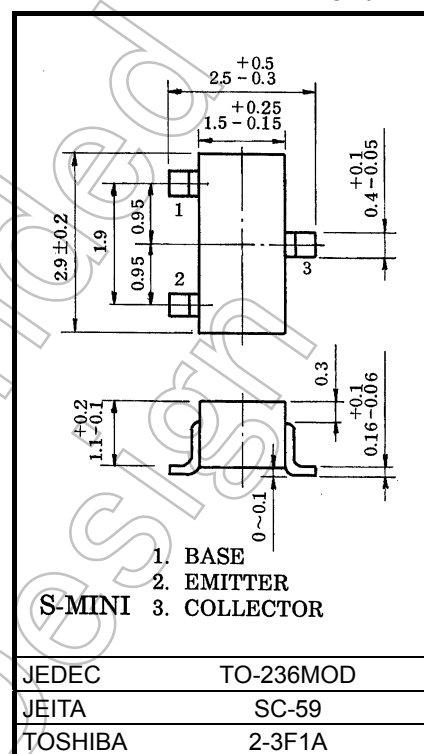 +0.5
2.5 -0.3
+0.25
1.5 -0.15
2.9±0.2
1.9
0.95
0.95
1
2
3
+0.1
0.4-0.05
+0.2
1.1-0.1
0.3
+0.1
0.16-0.06
0~0.1
1. BASE
2. EMITTER
S-MINI 3. COLLECTOR
JEDEC TO-236MOD
JEITA SC-59
TOSHIBA 2-3F1A
design